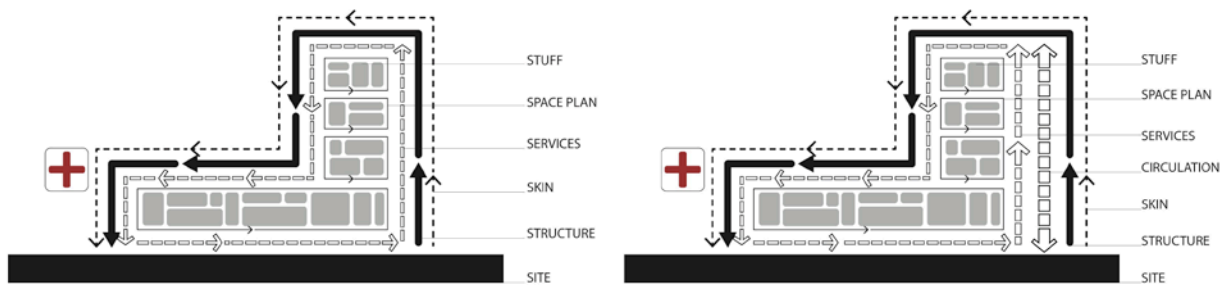 STUFF
SPACE PLAN
SERVICES
SKIN
STRUCTURE
SITE
STUFF
SPACE PLAN
SERVICES
CIRCULATION
SKIN
STRUCTURE
SITE